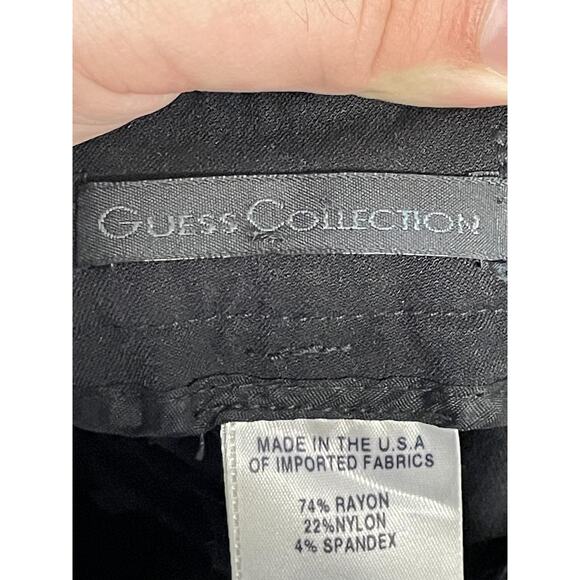 GUESS COLLECTION
MADE IN THE U.S.A
OF IMPORTED FABRICS
74% RAYON
22%NYLON
4% SPANDEX